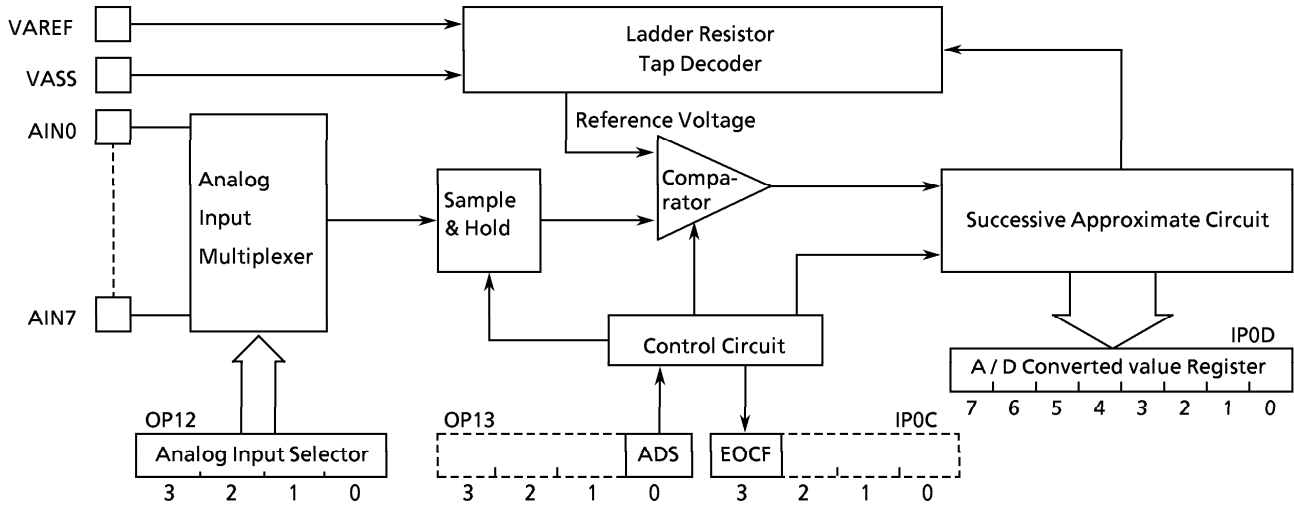 VAREF
VASS
AIN0
AIN7
Ladder Resistor
Tap Decoder
Reference Voltage
Analog
Input
Multiplexer
Sample
& Hold
Compa-
rator
Successive Approximate Circuit
Control Circuit
IP0D
A / D Converted value Register
7 6 5 4 3 2 1 0
OP12
Analog Input Selector
3 2 1 0
OP13
ADS
3 2 1 0
IP0C
EOCF
3 2 1 0